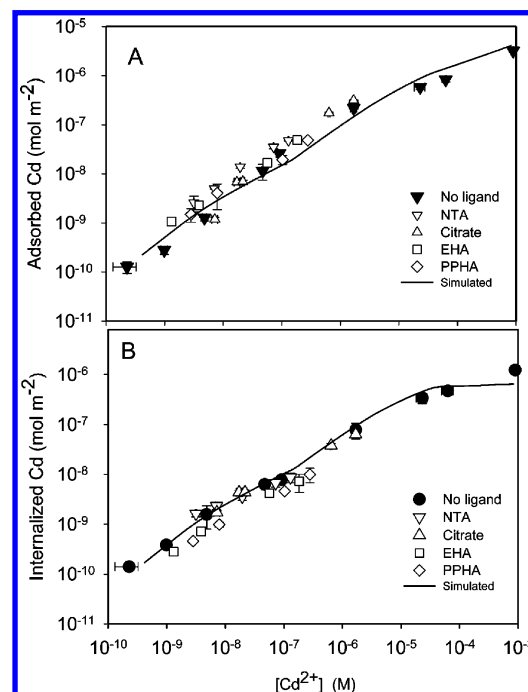 A
Adsorbed Cd (mol m⁻²)
10⁻⁵
10⁻⁶
10⁻⁷
10⁻⁸
10⁻⁹
10⁻¹⁰
10⁻¹¹
No ligand
NTA
Citrate
EHA
PPHA
Simulated
B
Internalized Cd (mol m⁻²)
10⁻⁶
10⁻⁷
10⁻⁸
10⁻⁹
10⁻¹⁰
10⁻¹¹
No ligand
NTA
Citrate
EHA
PPHA
Simulated
10⁻¹⁰ 10⁻⁹ 10⁻⁸ 10⁻⁷ 10⁻⁶ 10⁻⁵ 10⁻⁴ 10⁻³
[Cd²⁺] (M)